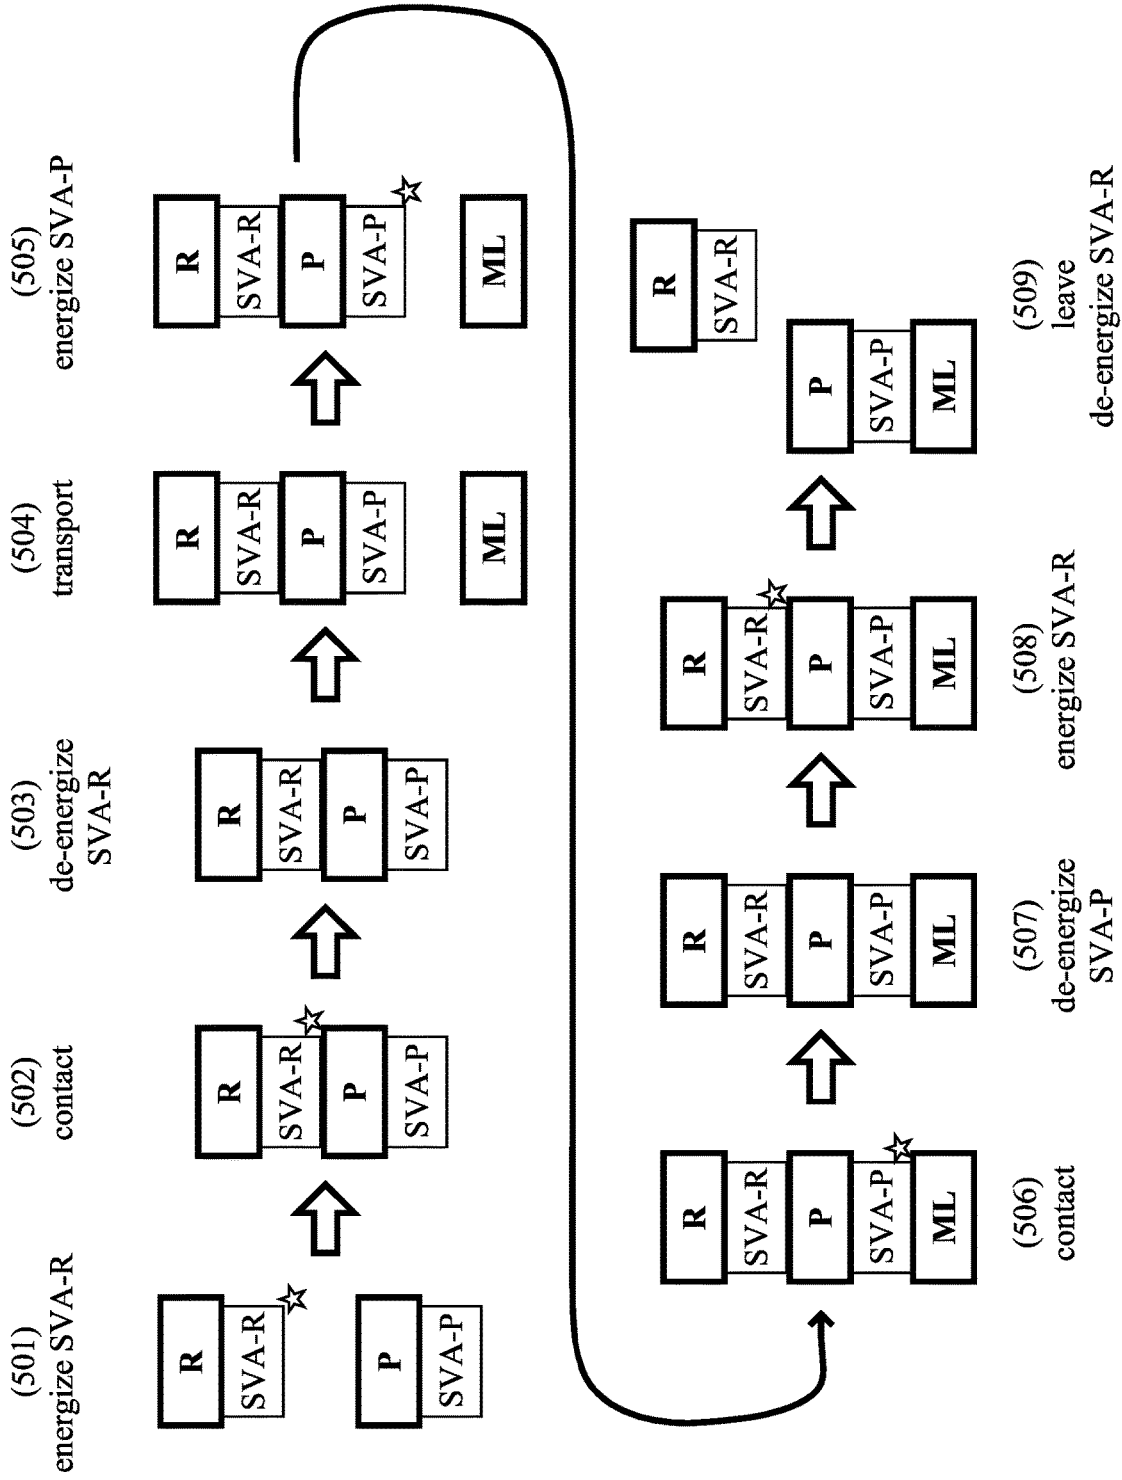 (501)
energize SVA-R
R
SVA-R
P
SVA-P
(502)
contact
R
SVA-R
P
SVA-P
(503)
de-energize
SVA-R
R
SVA-R
P
SVA-P
(504)
transport
R
SVA-R
P
SVA-P
ML
(505)
energize SVA-P
R
SVA-R
P
SVA-P
ML
R
SVA-R
P
SVA-P
ML
(506)
contact
R
SVA-R
P
SVA-P
ML
(507)
de-energize
SVA-P
R
SVA-R
P
SVA-P
ML
(508)
energize SVA-R
R
SVA-R
P
SVA-P
ML
(509)
leave
de-energize SVA-R